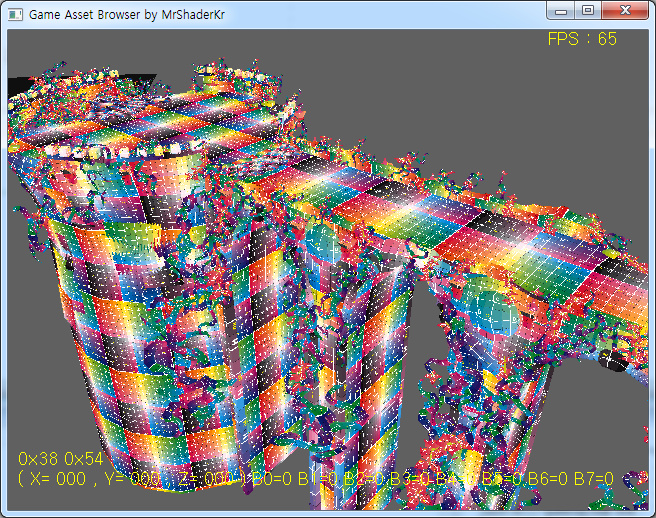 Game Asset Browser by MrShaderKr
FPS : 65
0x38 0x54
( X= 000 , Y= 000 , Z= 000 ) B0=0 B1=0 B2=0 B3=0 B4=0 B5=0 B6=0 B7=0